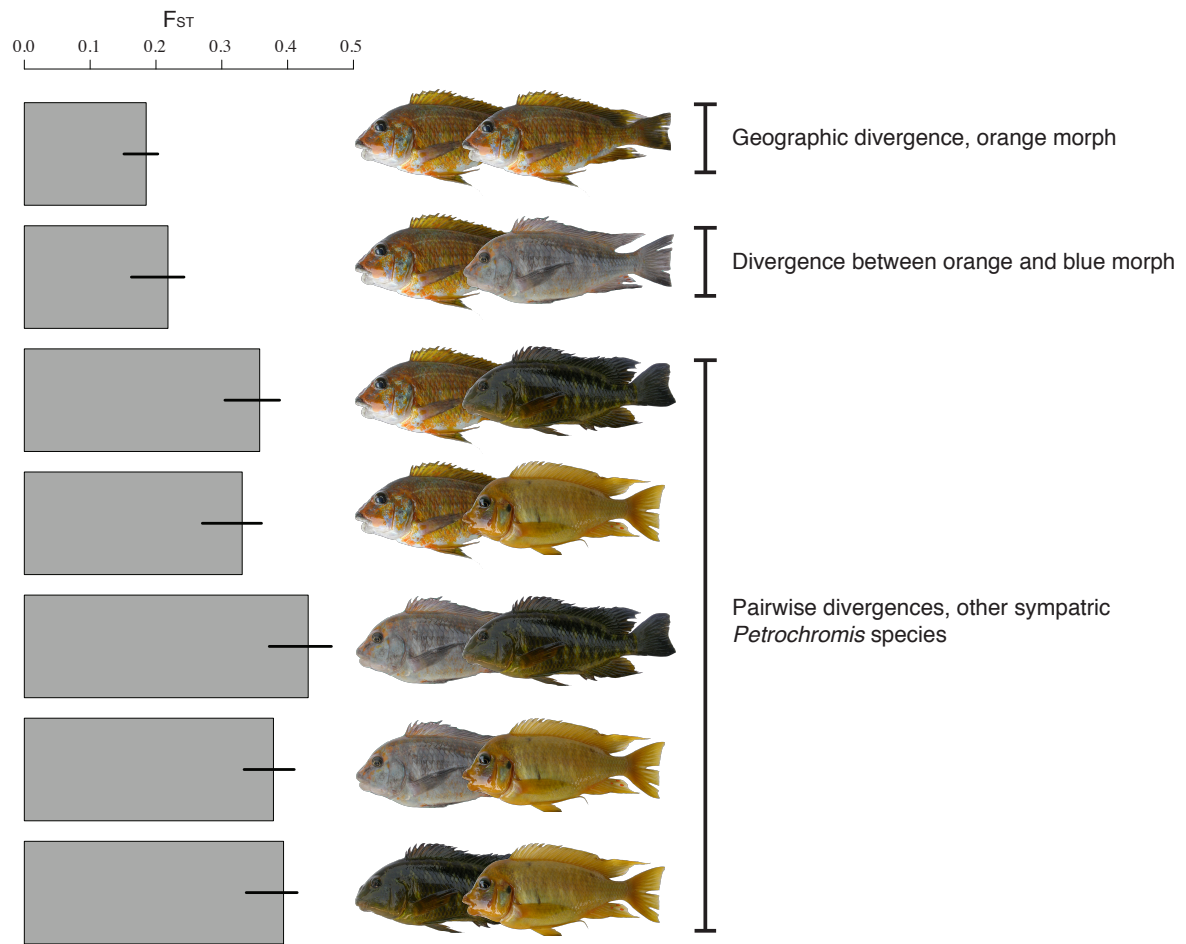 FST
0.0 0.1 0.2 0.3 0.4 0.5
Geographic divergence, orange morph
Divergence between orange and blue morph
Pairwise divergences, other sympatric
Petrochromis species